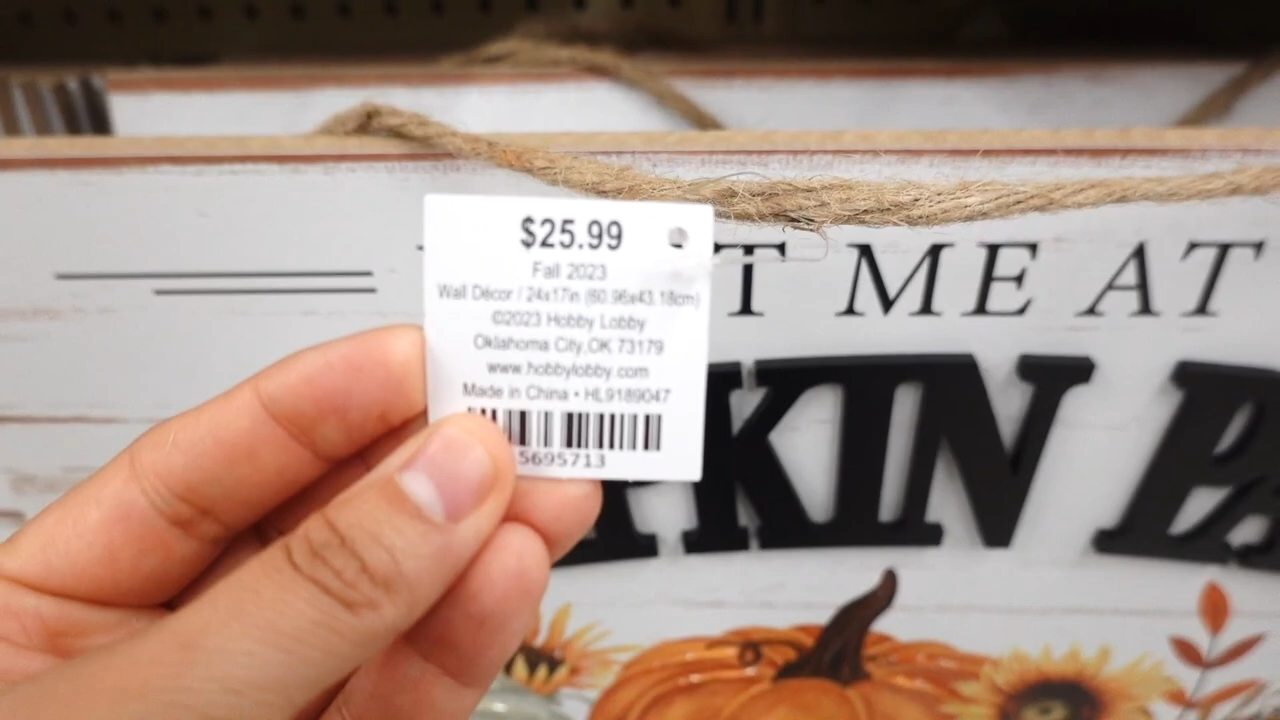 $25.99
Fall 2023
Wall Décor / 24x17in (60.96x43.18cm)
©2023 Hobby Lobby
Oklahoma City,OK 73179
www.hobbylobby.com
Made in China • HL9189047
5695713
T ME AT
KIN PA